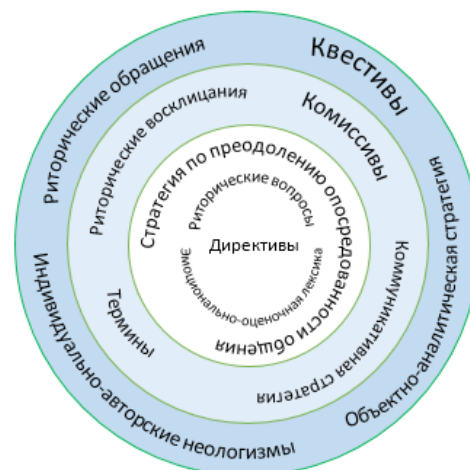 Риторические обращения
Квестивы
Объектно-аналитическая стратегия
Индивидуально-авторские неологизмы
Риторические восклицания
Комиссивы
Коммуникативная стратегия
Термины
Стратегия по преодолению опосредованности общения
Риторические вопросы
Директивы
Эмоционально-оценочная лексика